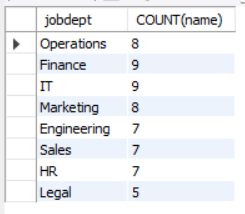 jobdept COUNT(name)
Operations 8
Finance 9
IT 9
Marketing 8
Engineering 7
Sales 7
HR 7
Legal 5